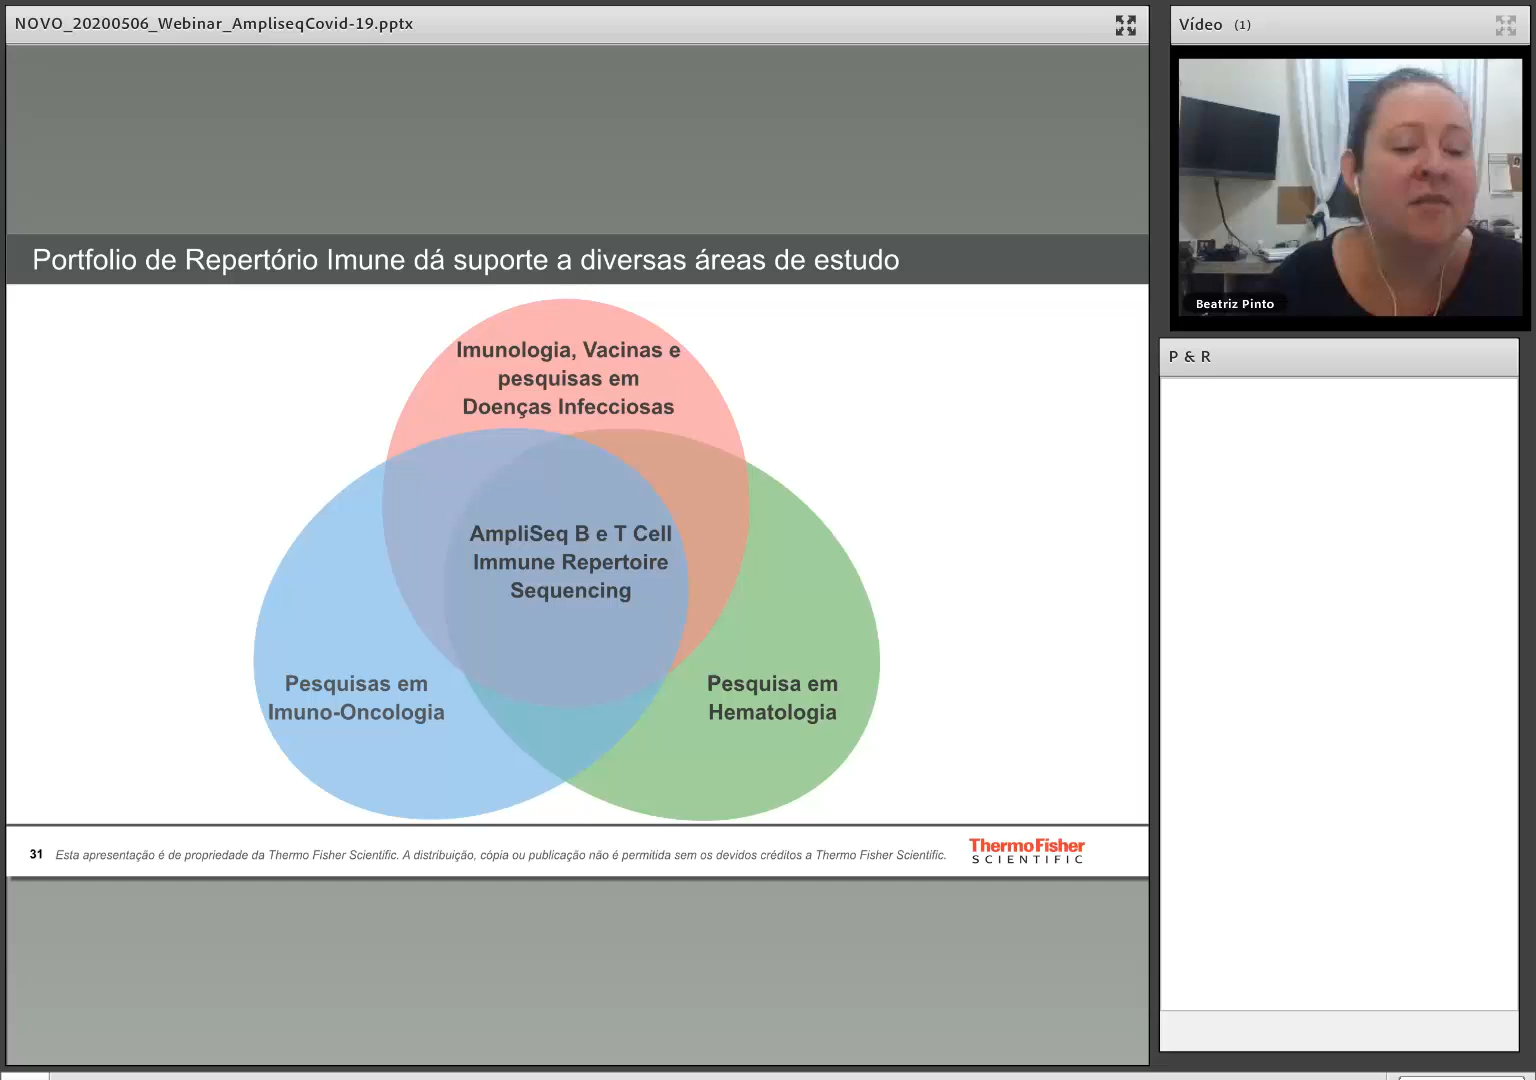 NOVO_20200506_Webinar_AmpliseqCovid-19.pptx
Vídeo (1)
Beatriz Pinto
P & R
Portfolio de Repertório Imune dá suporte a diversas áreas de estudo
Imunologia, Vacinas e
pesquisas em
Doenças Infecciosas
AmpliSeq B e T Cell
Immune Repertoire
Sequencing
Pesquisas em
Imuno-Oncologia
Pesquisa em
Hematologia
31 Esta apresentação é de propriedade da Thermo Fisher Scientific. A distribuição, cópia ou publicação não é permitida sem os devidos créditos a Thermo Fisher Scientific.
ThermoFisher
SCIENTIFIC